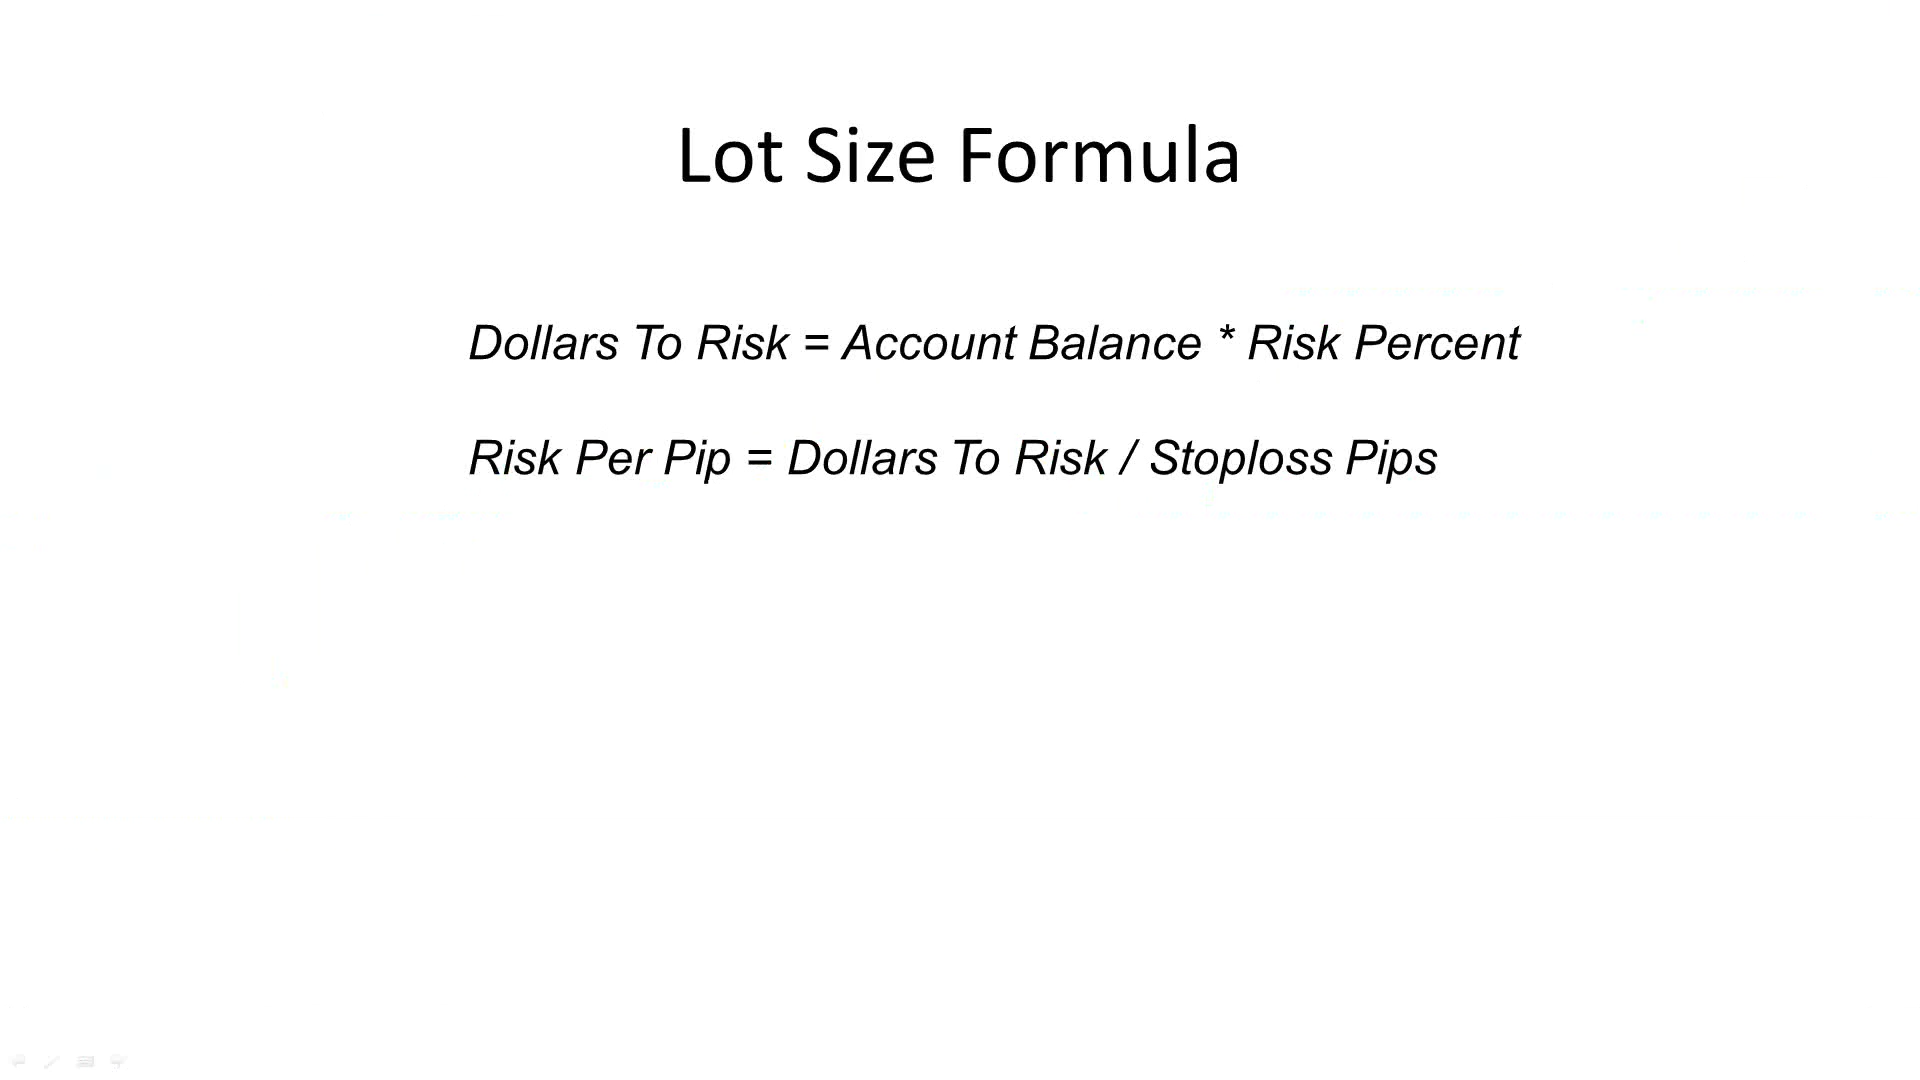 Lot Size Formula
Dollars To Risk = Account Balance * Risk Percent
Risk Per Pip = Dollars To Risk / Stoploss Pips